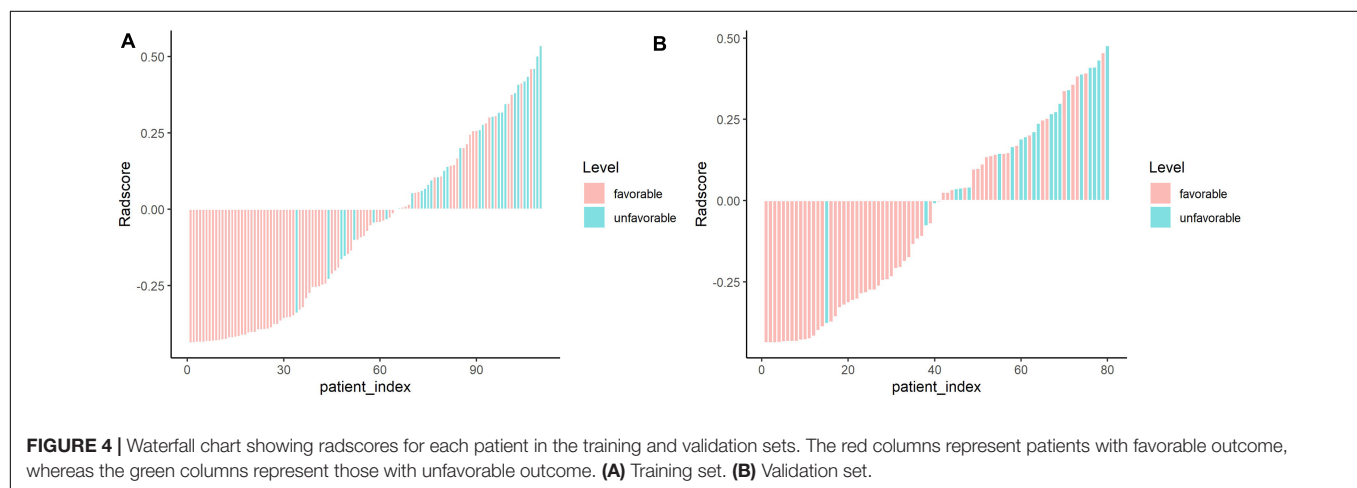 A
0.50
0.25
0.00
-0.25
Radscore
0
30
60
90
patient_index
Level
favorable
unfavorable
B
0.50
0.25
0.00
-0.25
Radscore
0
20
40
60
80
patient_index
Level
favorable
unfavorable
FIGURE 4 | Waterfall chart showing radscores for each patient in the training and validation sets. The red columns represent patients with favorable outcome,
whereas the green columns represent those with unfavorable outcome. (A) Training set. (B) Validation set.